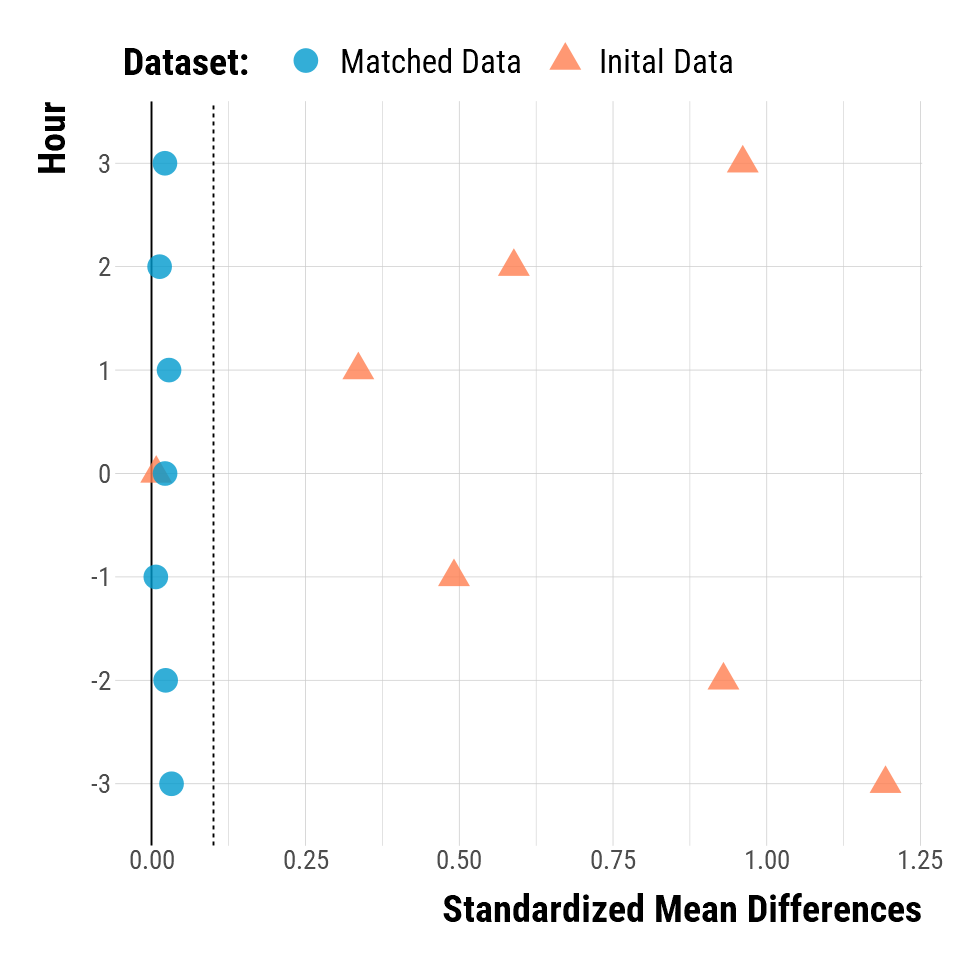 Dataset: Matched Data Inital Data
Hour
3
2
1
0
-1
-2
-3
0.00 0.25 0.50 0.75 1.00 1.25
Standardized Mean Differences